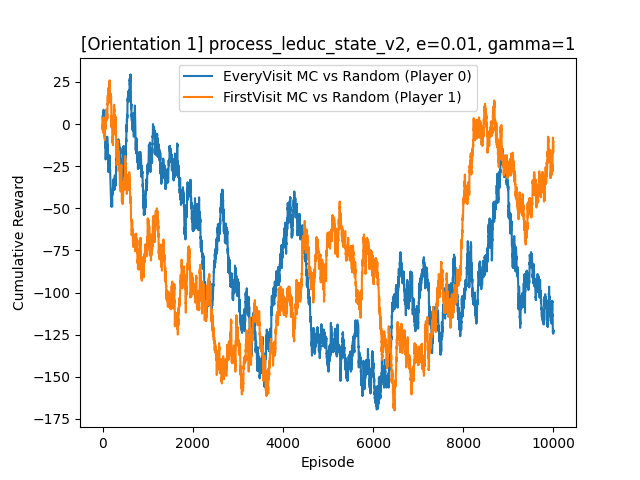 [Orientation 1] process_leduc_state_v2, e=0.01, gamma=1
EveryVisit MC vs Random (Player 0)
FirstVisit MC vs Random (Player 1)
25
0
−25
−50
−75
−100
−125
−150
−175
Cumulative Reward
0 2000 4000 6000 8000 10000
Episode